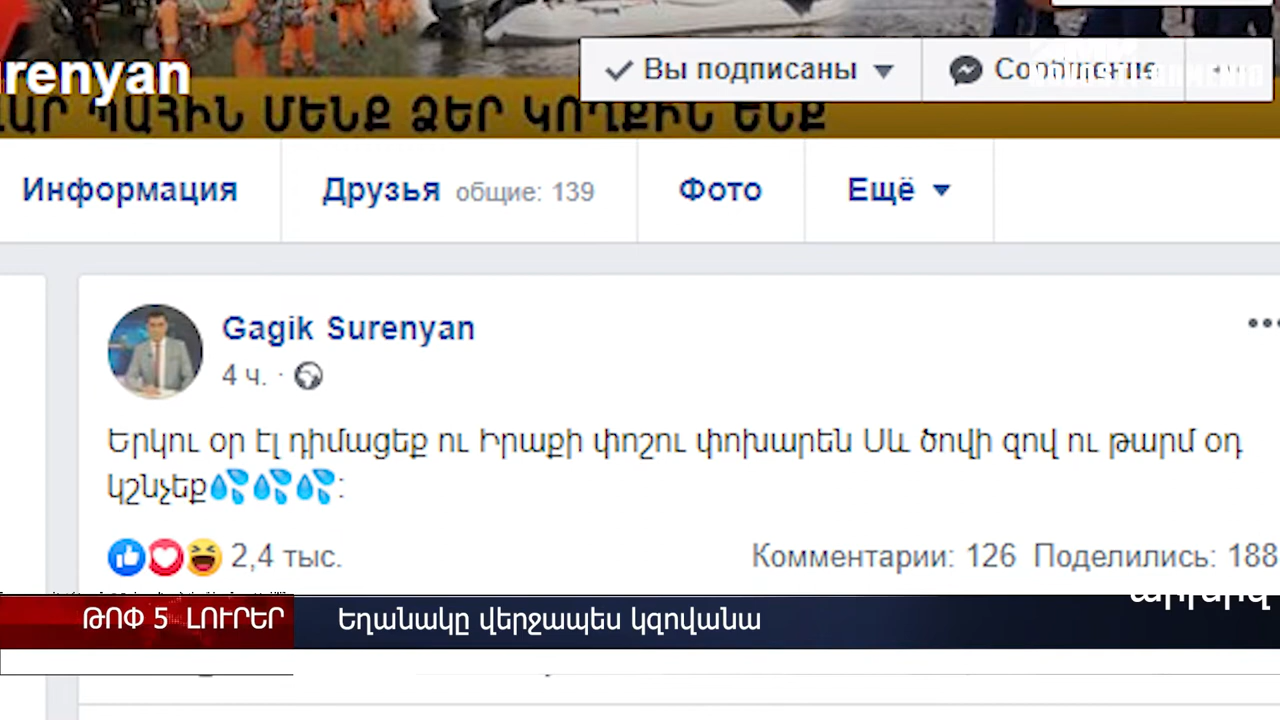 Вы подписаны
ՊԱՀԻՆ ՄԵՆՔ ՁԵՐ ԿՈՂՔԻՆ ԵՆՔ
Информация
Друзья общие: 139
Фото
Ещё
Gagik Surenyan
4 ч.
Երկու օր էլ դիմացեք ու Իրաքի փոշու փոխարեն Սև ծովի զով ու թարմ օդ
կշնչեք💦💦💦:
2,4 тыс.
Комментарии: 126 Поделились: 188
ԹՈՓ 5 ԼՈՒՐԵՐ
Եղանակը վերջապես կզովանա